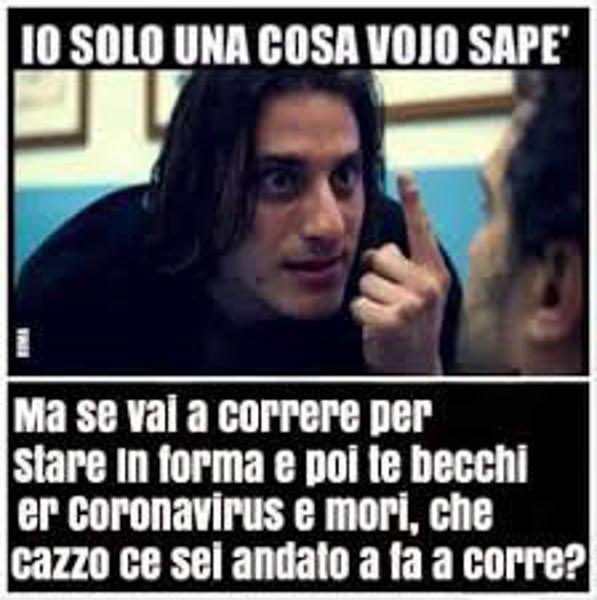 IO SOLO UNA COSA VOJO SAPE'
Ma se vai a correre per
stare in forma e poi te becchi
er Coronavirus e mori, che
cazzo ce sei andato a fa a corre?